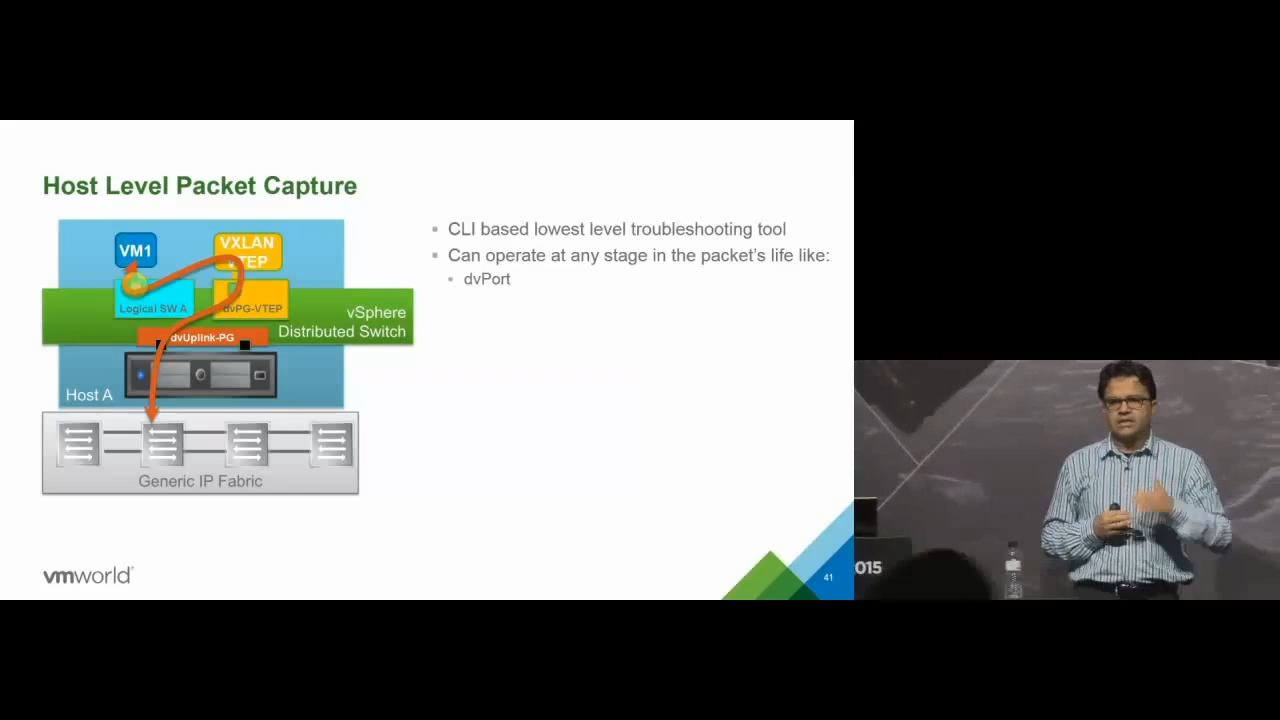 Host Level Packet Capture
VM1
VXLAN
VTEP
Logical SW A
dvPG-VTEP
vSphere
Distributed Switch
dvUplink-PG
Host A
Generic IP Fabric
CLI based lowest level troubleshooting tool
Can operate at any stage in the packet's life like:
dvPort
vmworld®
41
2015